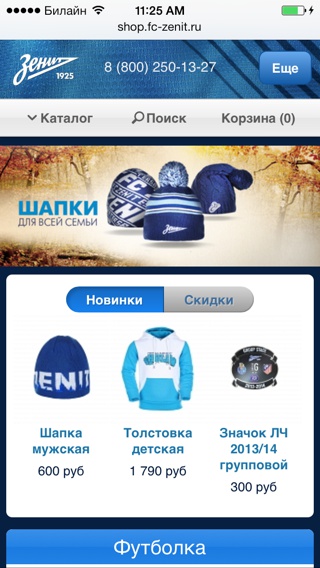 Билайн 11:25 AM
shop.fc-zenit.ru
Зенит
1925
8 (800) 250-13-27
Еще
Каталог Поиск Корзина (0)
ШАПКИ
ДЛЯ ВСЕЙ СЕМЬИ
Новинки Скидки
ZENIT
Шапка мужская
600 руб
Толстовка детская
1 790 руб
Значок ЛЧ 2013/14 групповой
300 руб
Футболка